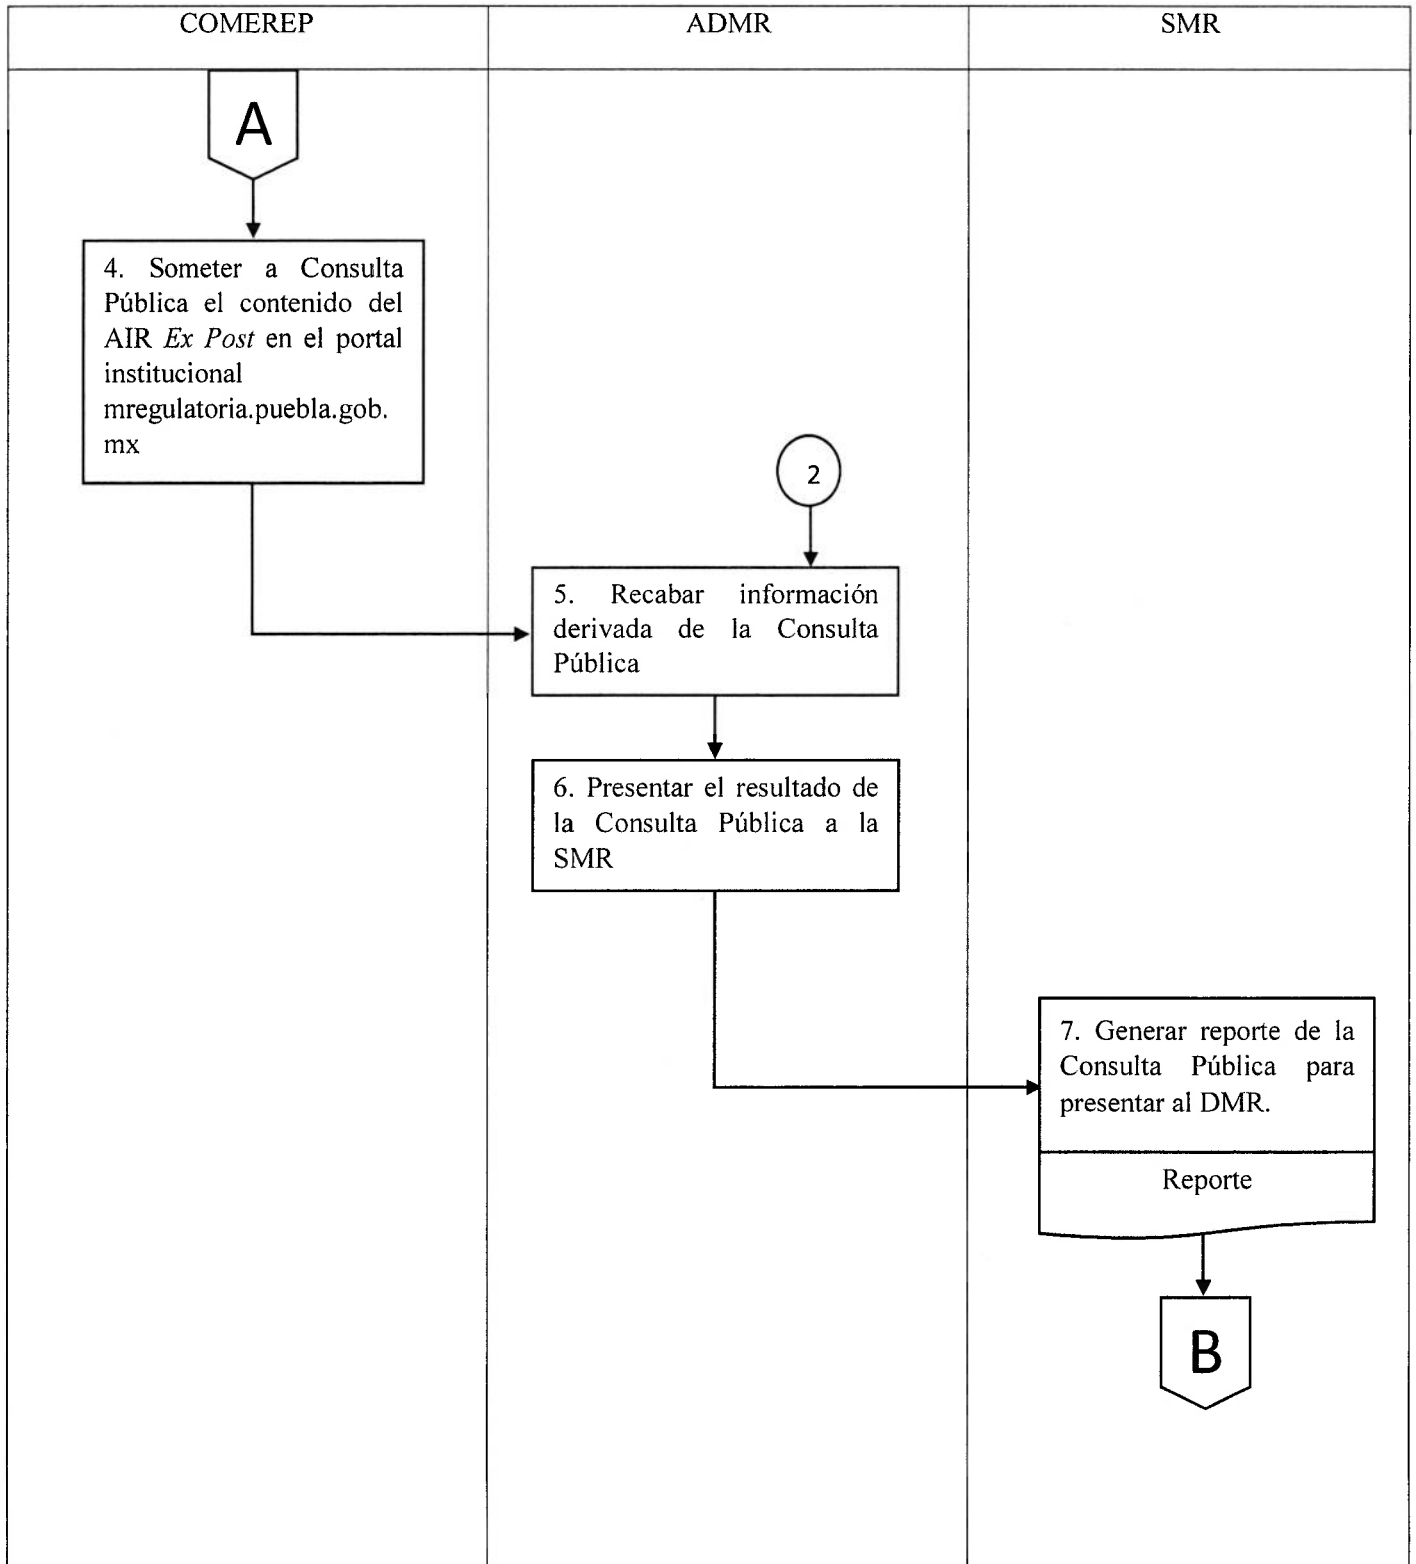 COMEREP
ADMR
SMR
A
4. Someter a Consulta
Pública el contenido del
AIR Ex Post en el portal
institucional
mregulatoria.puebla.gob.
mx
2
5. Recabar información
derivada de la Consulta
Pública
6. Presentar el resultado de
la Consulta Pública a la
SMR
7. Generar reporte de la
Consulta Pública para
presentar al DMR.
Reporte
B